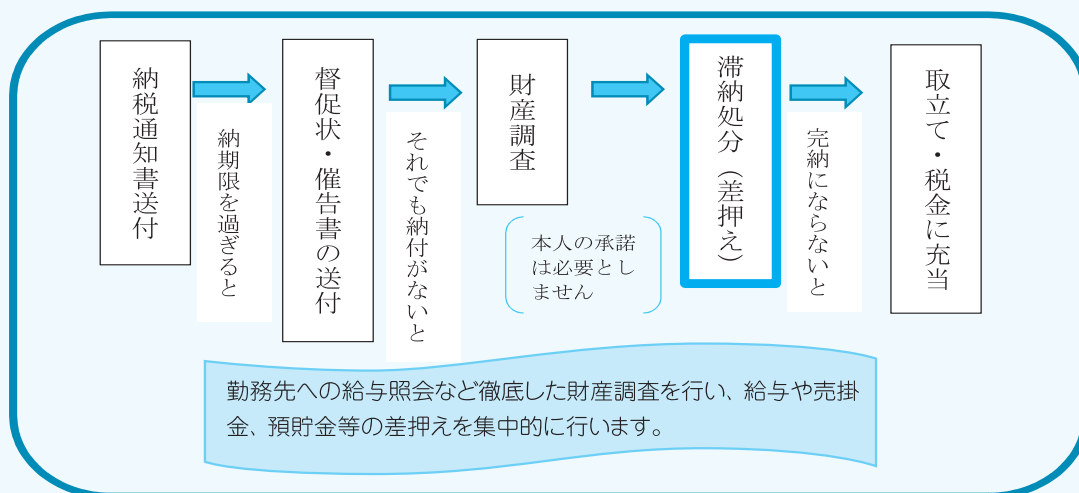 納税通知書送付
納期限を過ぎると
督促状・催告書の送付
それでも納付がないと
財産調査
本人の承諾
は必要とし
ません
滞納処分（差押え）
完納にならないと
取立て・税金に充当
勤務先への給与照会など徹底した財産調査を行い、給与や売掛
金、預貯金等の差押えを集中的に行います。